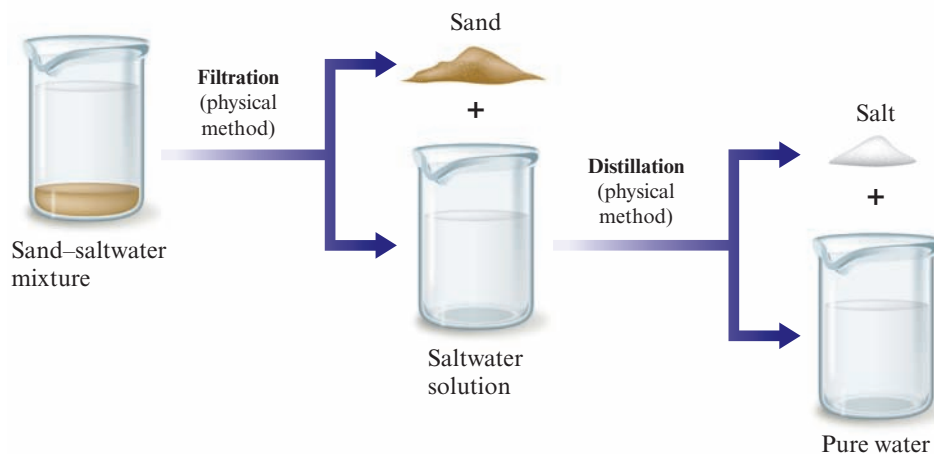 Sand
Filtration
(physical
method)
+
Salt
Distillation
(physical
method)
+
Sand–saltwater
mixture
Saltwater
solution
Pure water